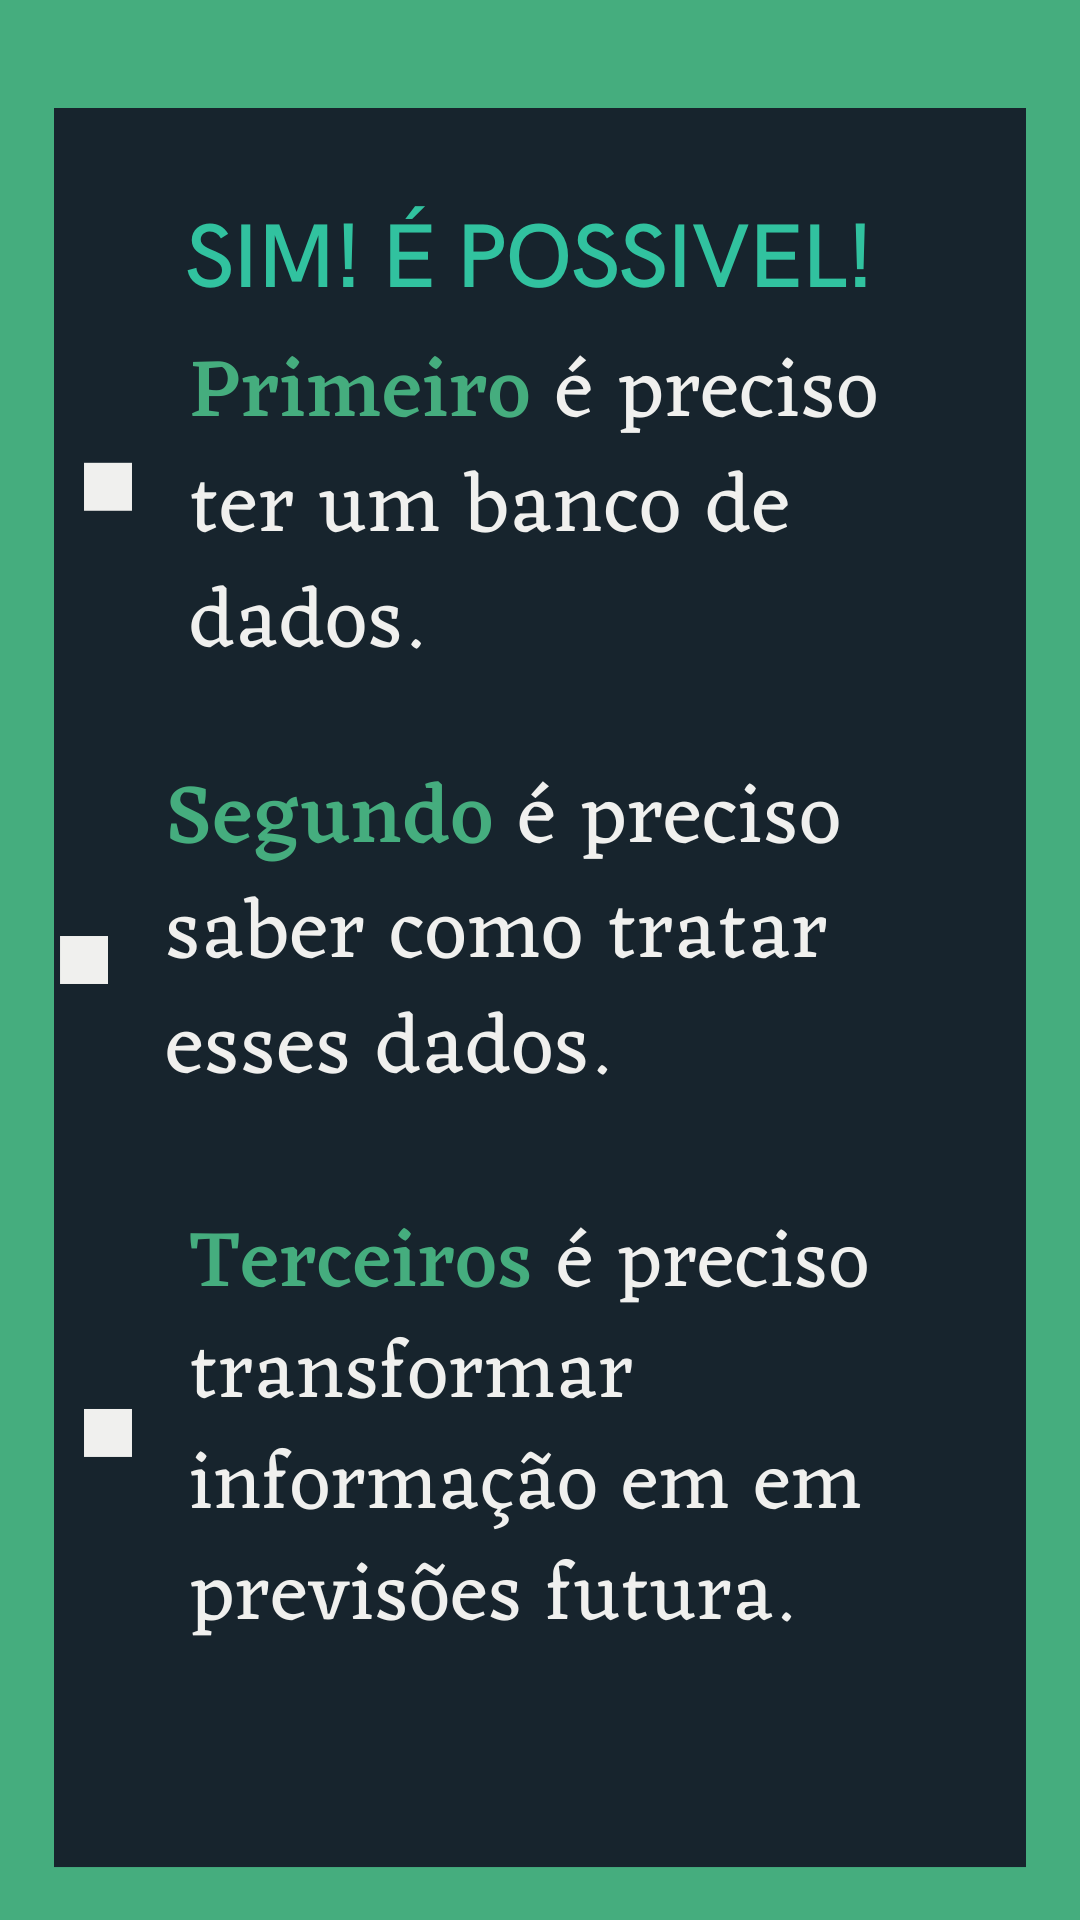 SIM! É POSSIVEL!
Primeiro é preciso
ter um banco de
dados.
Segundo é preciso
saber como tratar
esses dados.
Terceiros é preciso
transformar
informação em em
previsões futura.